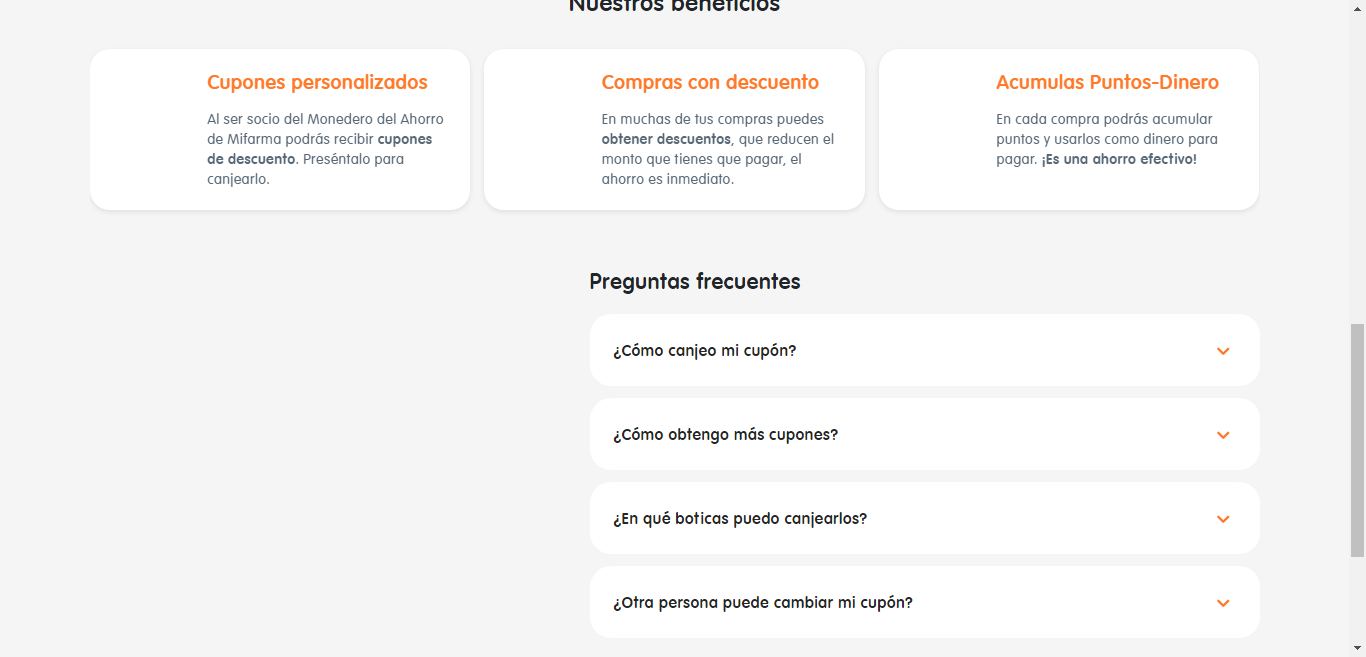 Nuestros beneficios
Cupones personalizados
Al ser socio del Monedero del Ahorro
de Mifarma podrás recibir cupones
de descuento. Preséntalo para
canjearlo.
Compras con descuento
En muchas de tus compras puedes
obtener descuentos, que reducen el
monto que tienes que pagar, el
ahorro es inmediato.
Acumulas Puntos-Dinero
En cada compra podrás acumular
puntos y usarlos como dinero para
pagar. ¡Es una ahorro efectivo!
Preguntas frecuentes
¿Cómo canjeo mi cupón?
¿Cómo obtengo más cupones?
¿En qué boticas puedo canjearlos?
¿Otra persona puede cambiar mi cupón?